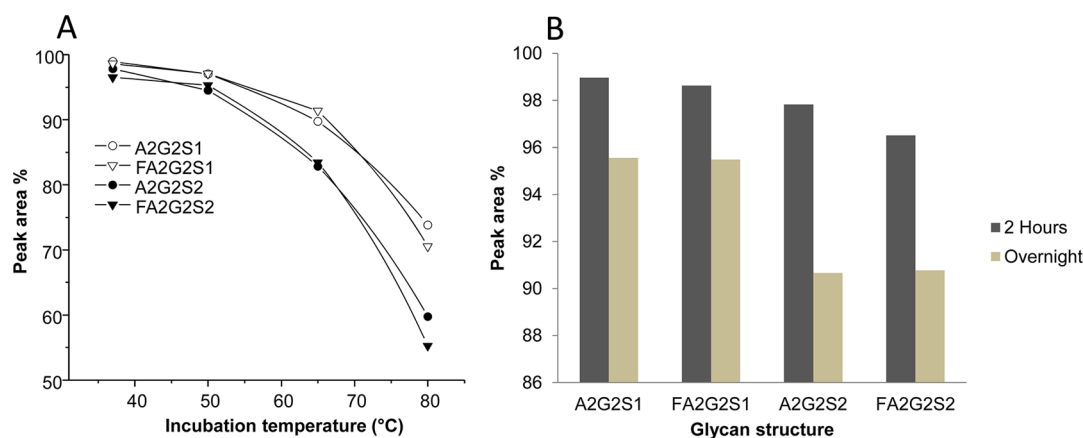 A
Peak area %
100
90
80
70
60
50
A2G2S1
FA2G2S1
A2G2S2
FA2G2S2
40 50 60 70 80
Incubation temperature (°C)
B
Peak area %
100
98
96
94
92
90
88
86
2 Hours
Overnight
A2G2S1 FA2G2S1 A2G2S2 FA2G2S2
Glycan structure